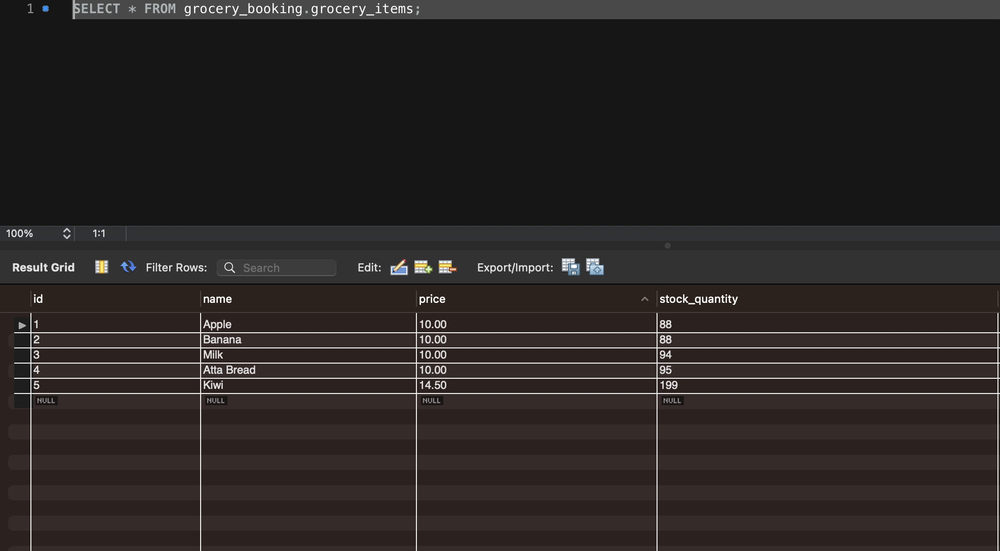 1 SELECT * FROM grocery_booking.grocery_items;
100% 1:1
Result Grid Filter Rows: Search Edit: Export/Import:
id name price stock_quantity
1 Apple 10.00 88
2 Banana 10.00 88
3 Milk 10.00 94
4 Atta Bread 10.00 95
5 Kiwi 14.50 199
NULL NULL NULL NULL